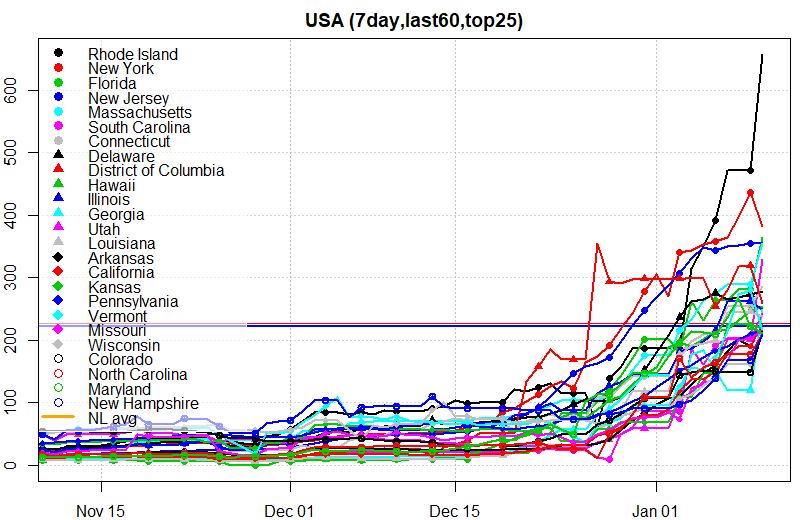 USA (7day,last60,top25)
600
500
400
300
200
100
0
Rhode Island
New York
Florida
New Jersey
Massachusetts
South Carolina
Connecticut
Delaware
District of Columbia
Hawaii
Illinois
Georgia
Utah
Louisiana
Arkansas
California
Kansas
Pennsylvania
Vermont
Missouri
Wisconsin
Colorado
North Carolina
Maryland
New Hampshire
NL avg
Nov 15
Dec 01
Dec 15
Jan 01